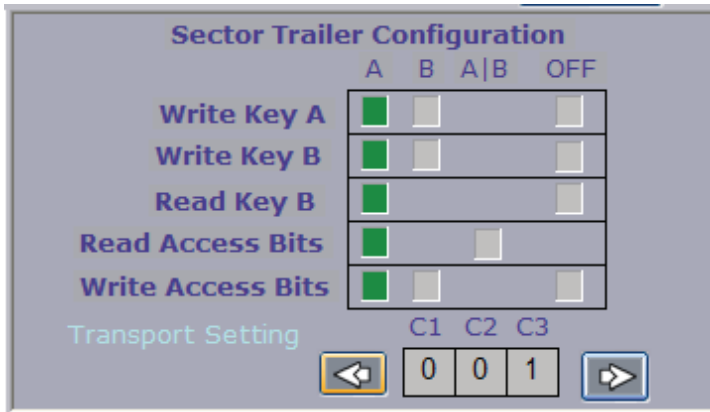 Sector Trailer Configuration
A B A|B OFF
Write Key A
Write Key B
Read Key B
Read Access Bits
Write Access Bits
C1 C2 C3
Transport Setting
0 0 1